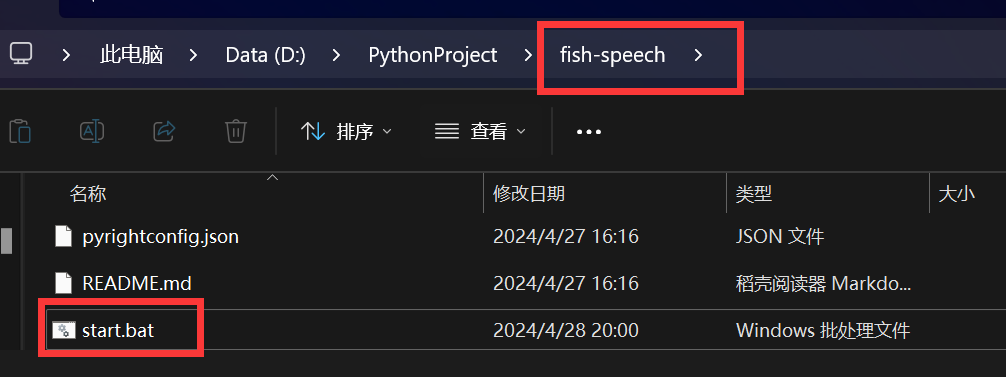 此电脑 > Data (D:) > PythonProject > fish-speech >
排序 查看 •••
名称 修改日期 类型 大小
pyrightconfig.json 2024/4/27 16:16 JSON 文件
README.md 2024/4/27 16:16 稻壳阅读器 Markdo...
start.bat 2024/4/28 20:00 Windows 批处理文件